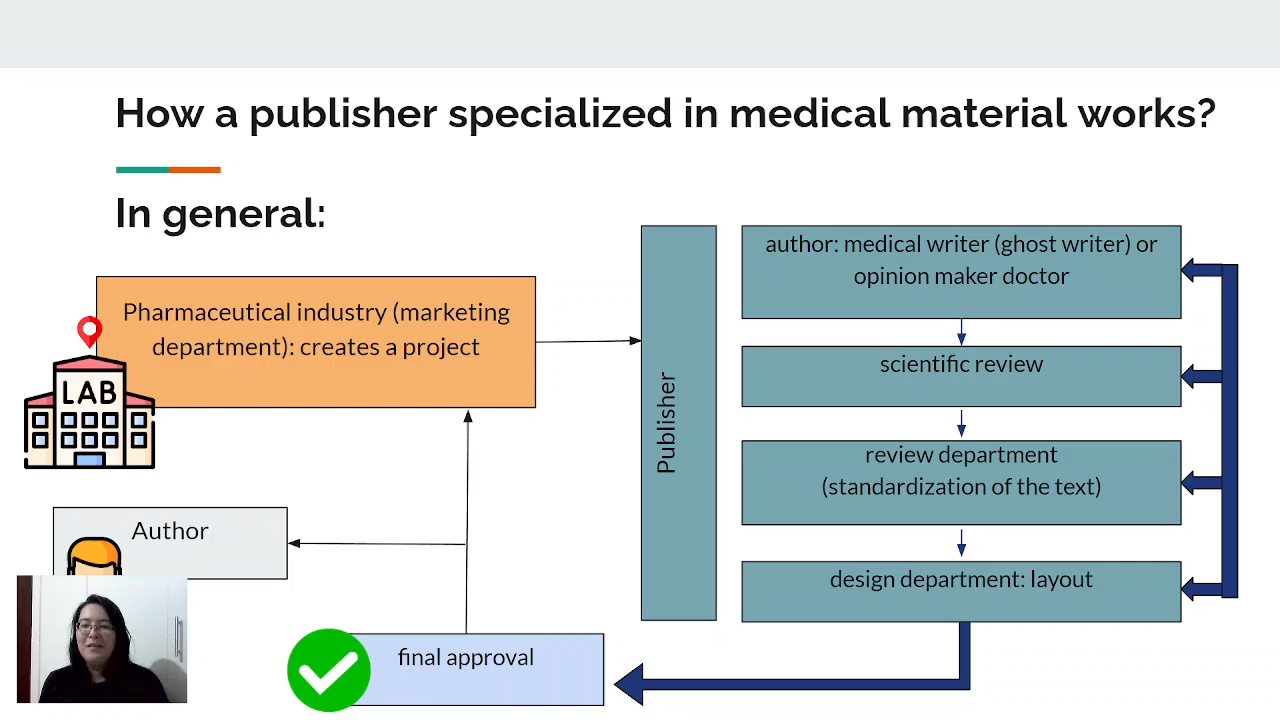 How a publisher specialized in medical material works?
In general:
Pharmaceutical industry (marketing
department): creates a project
LAB
Author
final approval
Publisher
author: medical writer (ghost writer) or
opinion maker doctor
scientific review
review department
(standardization of the text)
design department: layout